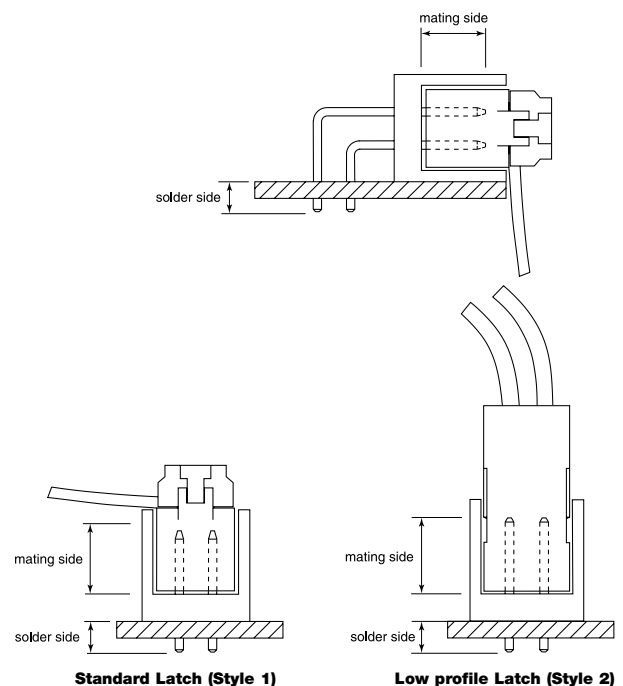 mating side
solder side
mating side
solder side
Standard Latch (Style 1)
mating side
solder side
Low profile Latch (Style 2)